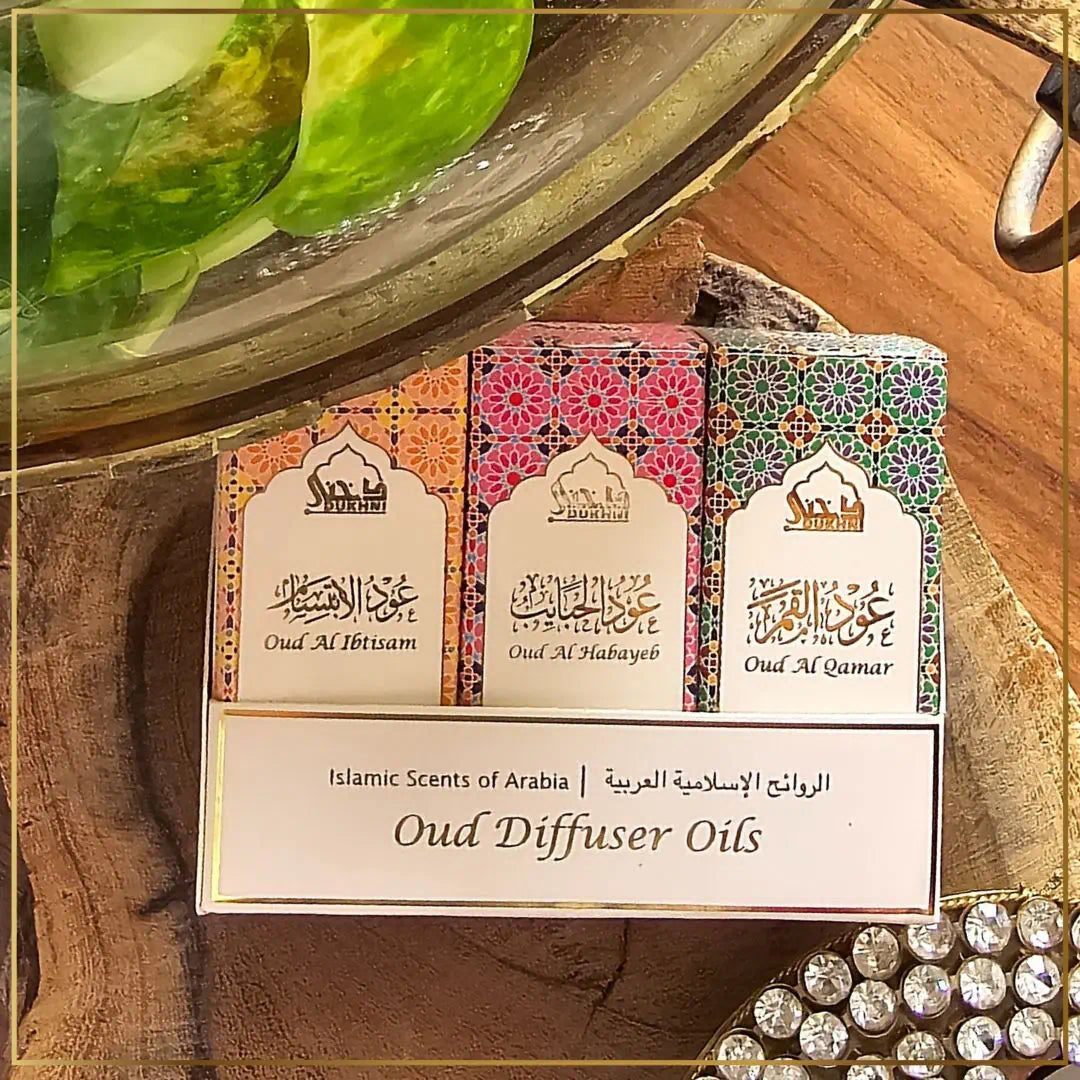 دخني
DUKHNI
عود الابتسام
Oud Al Ibtisam
دخني
DUKHNI
عود الحبايب
Oud Al Habayeb
دخني
DUKHNI
عود القمر
Oud Al Qamar
Islamic Scents of Arabia | الروائح الإسلامية العربية
Oud Diffuser Oils